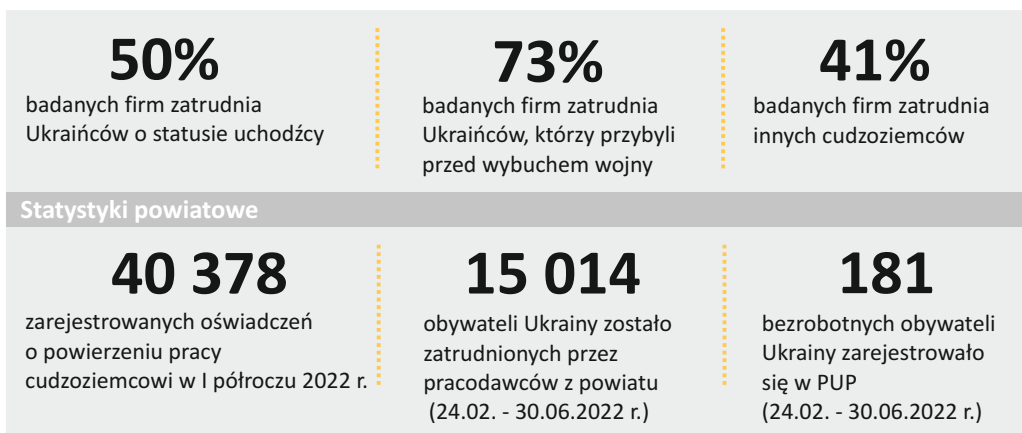 50%
badanych firm zatrudnia
Ukraińców o statusie uchodźcy
73%
badanych firm zatrudnia
Ukraińców, którzy przybyli
przed wybuchem wojny
41%
badanych firm zatrudnia
innych cudzoziemców
Statystyki powiatowe
40 378
zarejestrowanych oświadczeń
o powierzeniu pracy
cudzoziemcowi w I półroczu 2022 r.
15 014
obywateli Ukrainy zostało
zatrudnionych przez
pracodawców z powiatu
(24.02. - 30.06.2022 r.)
181
bezrobotnych obywateli
Ukrainy zarejestrowało
się w PUP
(24.02. - 30.06.2022 r.)